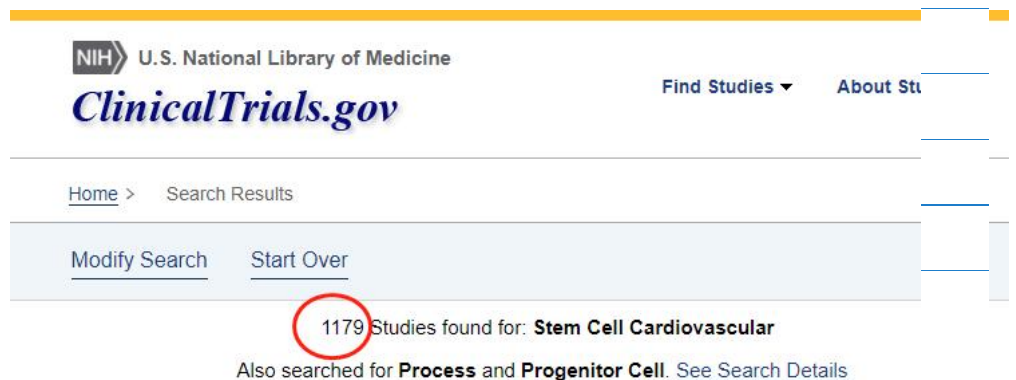 NIH U.S. National Library of Medicine
ClinicalTrials.gov
Find Studies About
Home > Search Results
Modify Search Start Over
1179 Studies found for: Stem Cell Cardiovascular
Also searched for Process and Progenitor Cell. See Search Details